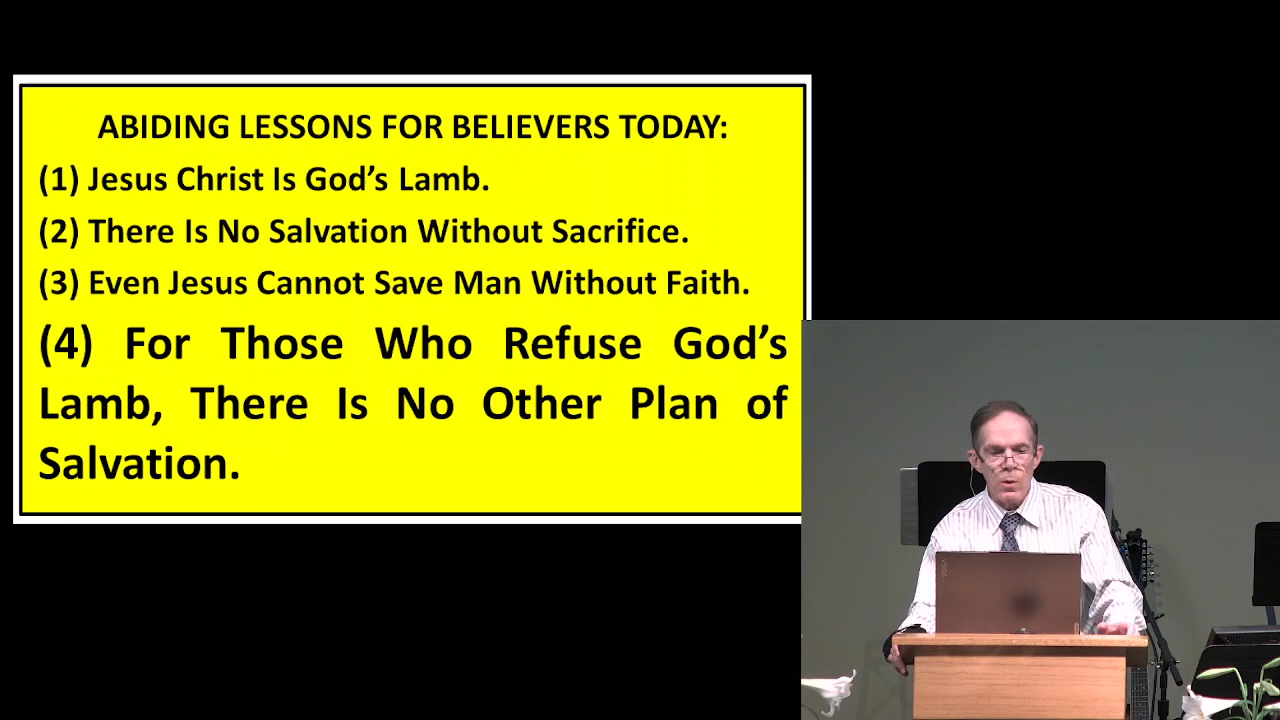 ABIDING LESSONS FOR BELIEVERS TODAY:
(1) Jesus Christ Is God’s Lamb.
(2) There Is No Salvation Without Sacrifice.
(3) Even Jesus Cannot Save Man Without Faith.
(4) For Those Who Refuse God’s
Lamb, There Is No Other Plan of
Salvation.
YOGA